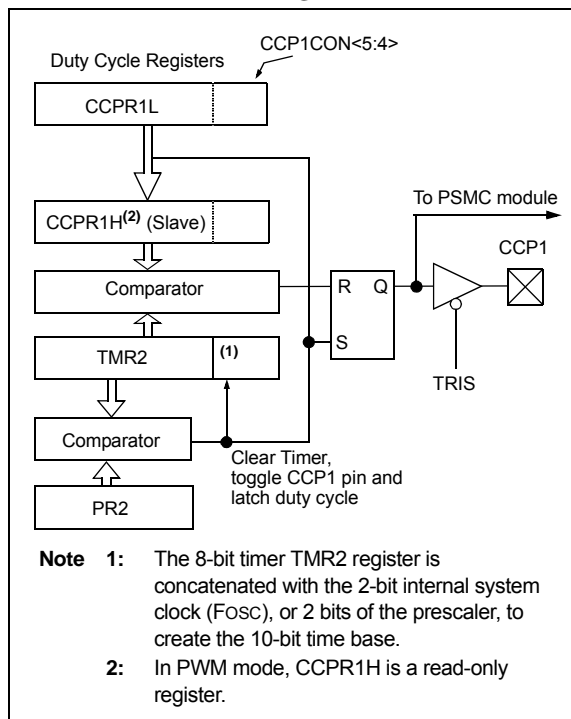 CCP1CON<5:4>
Duty Cycle Registers
CCPR1L
CCPR1H(2) (Slave)
To PSMC module
CCP1
Comparator
R Q
S
TMR2 (1)
TRIS
Comparator
Clear Timer,
toggle CCP1 pin and
latch duty cycle
PR2
Note 1: The 8-bit timer TMR2 register is
concatenated with the 2-bit internal system
clock (FOSC), or 2 bits of the prescaler, to
create the 10-bit time base.
2: In PWM mode, CCPR1H is a read-only
register.